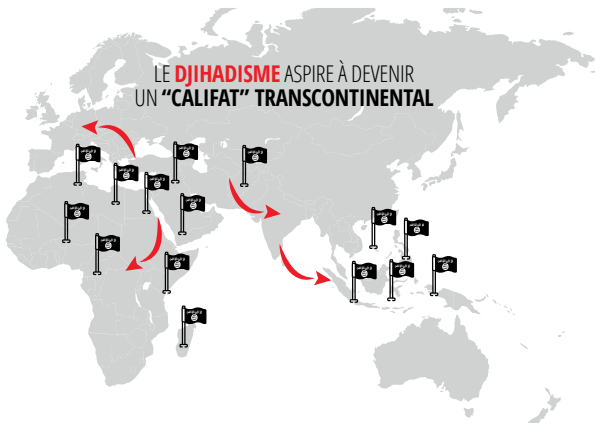 LE DJIHADISME ASPIRE À DEVENIR
UN “CALIFAT” TRANSCONTINENTAL